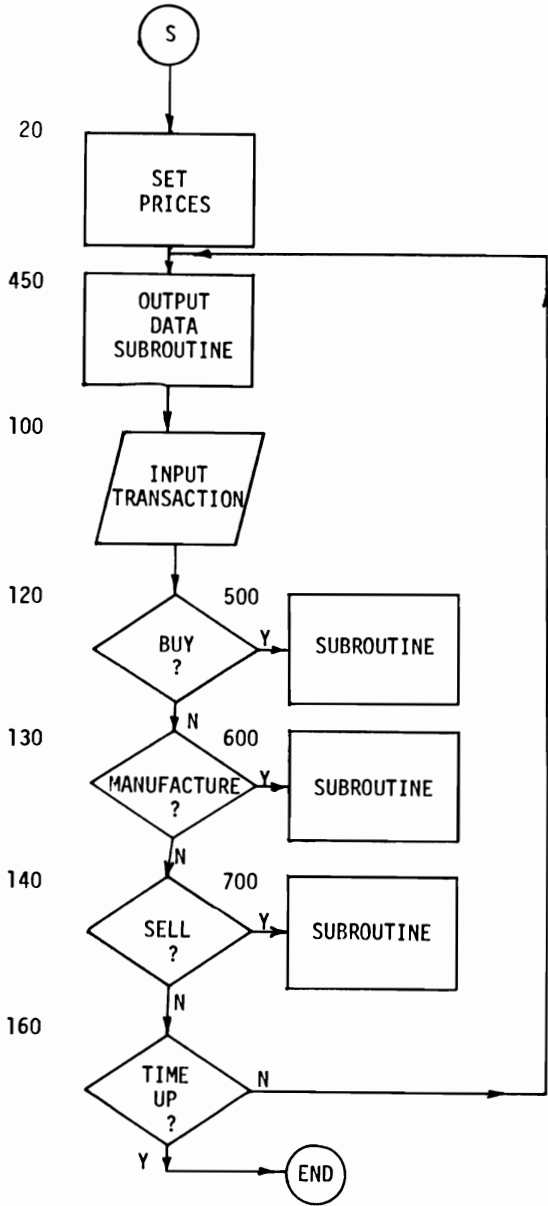 S
20
SET
PRICES
450
OUTPUT
DATA
SUBROUTINE
100
INPUT
TRANSACTION
120
BUY
?
Y
500
SUBROUTINE
N
130
MANUFACTURE
?
Y
600
SUBROUTINE
N
140
SELL
?
Y
700
SUBROUTINE
N
160
TIME
UP
?
N
Y
END